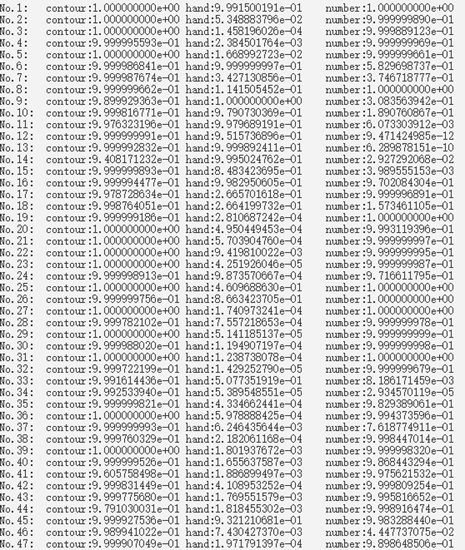 No.1: contour:1.000000000e+00 hand:9.991500191e-01 number:1.000000000e+00
No.2: contour:1.000000000e+00 hand:5.348883796e-02 number:9.999999890e-01
No.3: contour:1.000000000e+00 hand:1.458196026e-04 number:9.999889123e-01
No.4: contour:9.999995593e-01 hand:2.384501764e-03 number:9.999999969e-01
No.5: contour:1.000000000e+00 hand:1.668992723e-02 number:9.999999661e-01
No.6: contour:9.999986841e-01 hand:9.999999997e-01 number:5.829698737e-01
No.7: contour:9.999987674e-01 hand:3.427130856e-01 number:3.746718777e-01
No.8: contour:9.999999662e-01 hand:1.141505452e-01 number:1.000000000e+00
No.9: contour:9.899929363e-01 hand:1.000000000e+00 number:3.083563942e-01
No.10: contour:9.999816771e-01 hand:9.790730369e-01 number:1.890760867e-01
No.11: contour:9.976323196e-01 hand:9.979689191e-01 number:6.073303912e-03
No.12: contour:9.999999991e-01 hand:9.515736896e-01 number:9.471424985e-12
No.13: contour:9.999992832e-01 hand:9.999892411e-01 number:6.289878151e-10
No.14: contour:9.408171232e-01 hand:9.995024762e-01 number:2.927292068e-02
No.15: contour:9.999999893e-01 hand:8.483423695e-01 number:3.989555153e-03
No.16: contour:9.999994477e-01 hand:9.982950605e-01 number:9.702084304e-01
No.17: contour:9.978728634e-01 hand:2.665701618e-01 number:9.999996891e-01
No.18: contour:9.998764051e-01 hand:2.664199732e-01 number:1.573461105e-01
No.19: contour:9.999999186e-01 hand:2.810687242e-04 number:1.000000000e+00
No.20: contour:1.000000000e+00 hand:4.950449453e-04 number:9.993119396e-01
No.21: contour:1.000000000e+00 hand:5.703904760e-04 number:9.999999997e-01
No.22: contour:1.000000000e+00 hand:9.419810022e-03 number:9.999999995e-01
No.23: contour:1.000000000e+00 hand:4.251926046e-05 number:9.999999987e-01
No.24: contour:9.999998913e-01 hand:9.873570667e-04 number:9.716611795e-01
No.25: contour:1.000000000e+00 hand:4.609688630e-01 number:1.000000000e+00
No.26: contour:9.999999756e-01 hand:8.663423705e-01 number:1.000000000e+00
No.27: contour:1.000000000e+00 hand:1.740973241e-04 number:1.000000000e+00
No.28: contour:9.999782102e-01 hand:7.557218653e-04 number:9.999999978e-01
No.29: contour:1.000000000e+00 hand:5.141185137e-05 number:9.999999999e-01
No.30: contour:9.999988020e-01 hand:1.194907197e-04 number:9.999999998e-01
No.31: contour:1.000000000e+00 hand:1.238738078e-04 number:1.000000000e+00
No.32: contour:9.999722199e-01 hand:1.429252790e-05 number:9.999999679e-01
No.33: contour:9.991614436e-01 hand:5.077351919e-01 number:8.186171459e-03
No.34: contour:9.992533940e-01 hand:5.389548551e-05 number:2.934570119e-05
No.35: contour:9.999999821e-01 hand:4.334662441e-04 number:9.829389061e-01
No.36: contour:1.000000000e+00 hand:5.978888425e-04 number:9.994373596e-01
No.37: contour:9.999999993e-01 hand:6.246435644e-03 number:7.618774911e-01
No.38: contour:9.999760329e-01 hand:2.182061168e-04 number:9.998447014e-01
No.39: contour:1.000000000e+00 hand:1.801937672e-03 number:9.999998320e-01
No.40: contour:9.999999526e-01 hand:1.655637587e-03 number:9.868443294e-01
No.41: contour:9.605758498e-01 hand:1.886899497e-03 number:9.975621532e-01
No.42: contour:9.999831449e-01 hand:4.108953252e-04 number:9.999809254e-01
No.43: contour:9.999775680e-01 hand:1.769551579e-03 number:9.995816652e-01
No.44: contour:9.791030031e-01 hand:1.818455302e-03 number:9.999918474e-01
No.45: contour:9.999927536e-01 hand:9.321210681e-01 number:9.983288440e-01
No.46: contour:9.989941022e-01 hand:7.430427370e-03 number:4.447737075e-02
No.47: contour:9.999907049e-01 hand:1.971791397e-04 number:9.898648506e-01